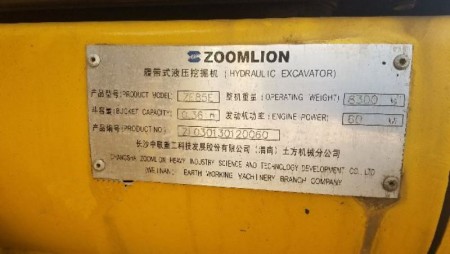 ZOOMLION
履带式液压挖掘机 (HYDRAULIC EXCAVATOR)
产品型号(PRODUCT MODEL) ZE85E 整机重量(OPERATING WEIGHT) 8300
斗容量(BUCKET CAPACITY) 0.36 m 发动机功率(ENGINE POWER) 60
产品编号(PRODUCT NO.)
长沙中联重工科技发展股份有限公司 (渭南) 土方机械分公司
CHANGSHA ZOOMLION HEAVY INDUSTRY SCIENCE AND TECHNOLOGY DEVELOPMENT CO., LTD
(WEINAN) EARTH WORKING MACHINERY BRANCH COMPANY